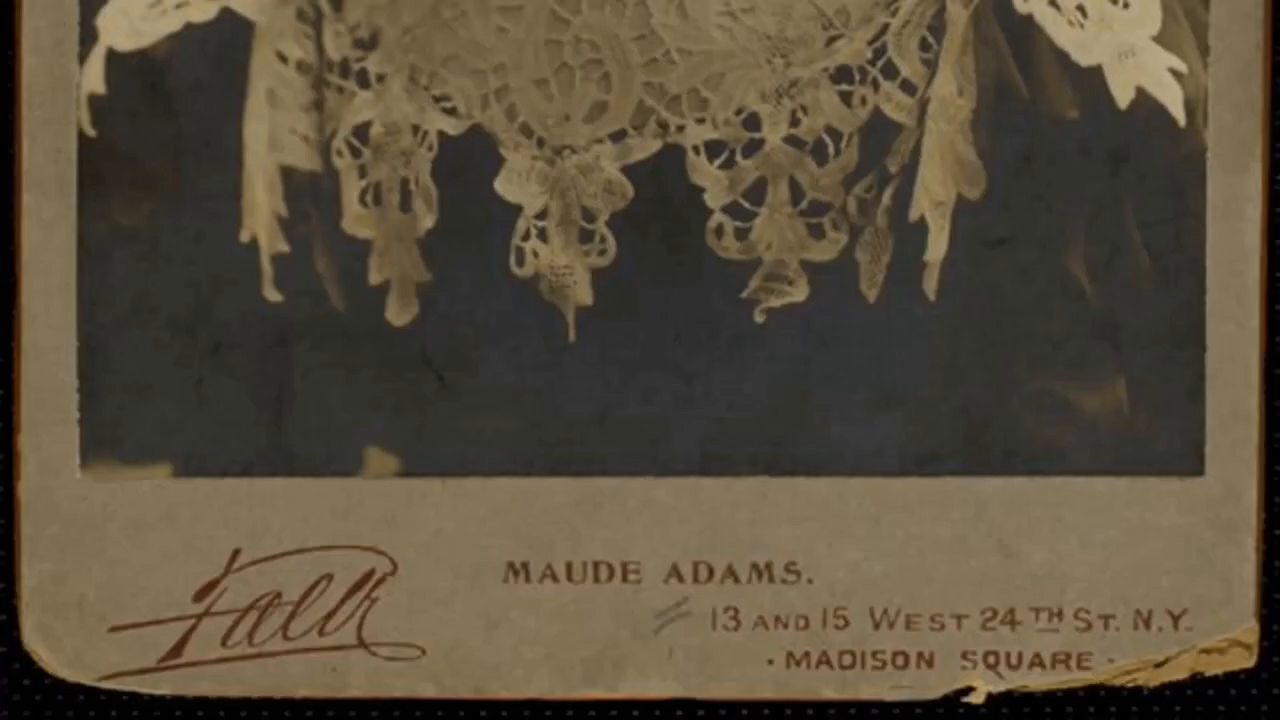 Falk
MAUDE ADAMS.
13 AND 15 WEST 24TH ST. N.Y.
· MADISON SQUARE ·